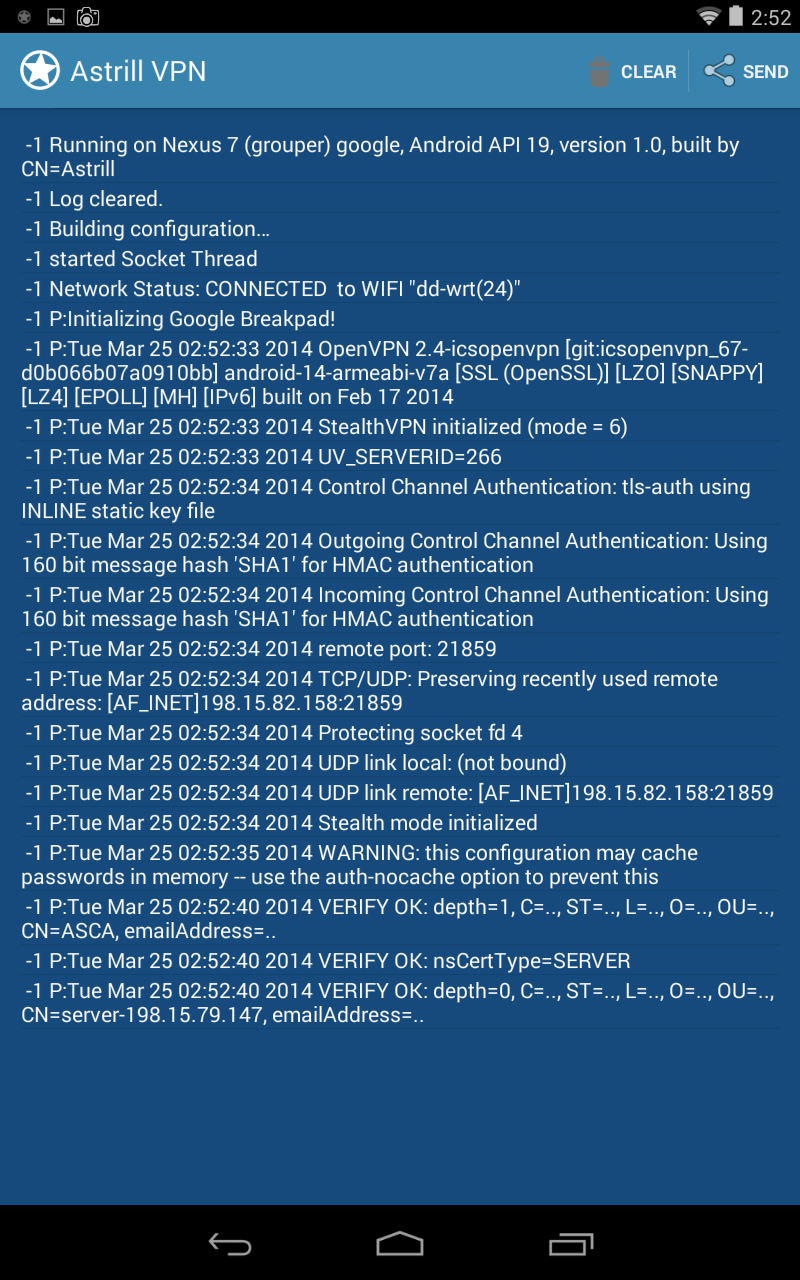 2:52
Astrill VPN
CLEAR
SEND
-1 Running on Nexus 7 (grouper) google, Android API 19, version 1.0, built by
CN=Astrill
-1 Log cleared.
-1 Building configuration...
-1 started Socket Thread
-1 Network Status: CONNECTED  to WIFI "dd-wrt(24)"
-1 P:Initializing Google Breakpad!
-1 P:Tue Mar 25 02:52:33 2014 OpenVPN 2.4-icsopenvpn [git:icsopenvpn_67-
d0b066b07a0910bb] android-14-armeabi-v7a [SSL (OpenSSL)] [LZO] [SNAPPY]
[LZ4] [EPOLL] [MH] [IPv6] built on Feb 17 2014
-1 P:Tue Mar 25 02:52:33 2014 StealthVPN initialized (mode = 6)
-1 P:Tue Mar 25 02:52:33 2014 UV_SERVERID=266
-1 P:Tue Mar 25 02:52:34 2014 Control Channel Authentication: tls-auth using
INLINE static key file
-1 P:Tue Mar 25 02:52:34 2014 Outgoing Control Channel Authentication: Using
160 bit message hash 'SHA1' for HMAC authentication
-1 P:Tue Mar 25 02:52:34 2014 Incoming Control Channel Authentication: Using
160 bit message hash 'SHA1' for HMAC authentication
-1 P:Tue Mar 25 02:52:34 2014 remote port: 21859
-1 P:Tue Mar 25 02:52:34 2014 TCP/UDP: Preserving recently used remote
address: [AF_INET]198.15.82.158:21859
-1 P:Tue Mar 25 02:52:34 2014 Protecting socket fd 4
-1 P:Tue Mar 25 02:52:34 2014 UDP link local: (not bound)
-1 P:Tue Mar 25 02:52:34 2014 UDP link remote: [AF_INET]198.15.82.158:21859
-1 P:Tue Mar 25 02:52:34 2014 Stealth mode initialized
-1 P:Tue Mar 25 02:52:35 2014 WARNING: this configuration may cache
passwords in memory -- use the auth-nocache option to prevent this
-1 P:Tue Mar 25 02:52:40 2014 VERIFY OK: depth=1, C=.., ST=.., L=.., O=.., OU=..,
CN=ASCA, emailAddress=..
-1 P:Tue Mar 25 02:52:40 2014 VERIFY OK: nsCertType=SERVER
-1 P:Tue Mar 25 02:52:40 2014 VERIFY OK: depth=0, C=.., ST=.., L=.., O=.., OU=..,
CN=server-198.15.79.147, emailAddress=..